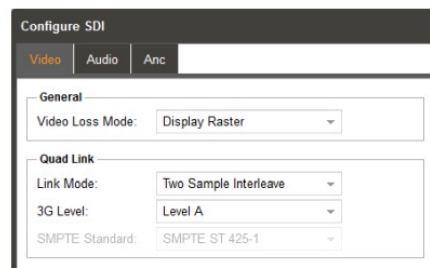 Configure SDI
Video Audio Anc
General
Video Loss Mode: Display Raster
Quad Link
Link Mode: Two Sample Interleave
3G Level: Level A
SMPTE Standard: SMPTE ST 425-1